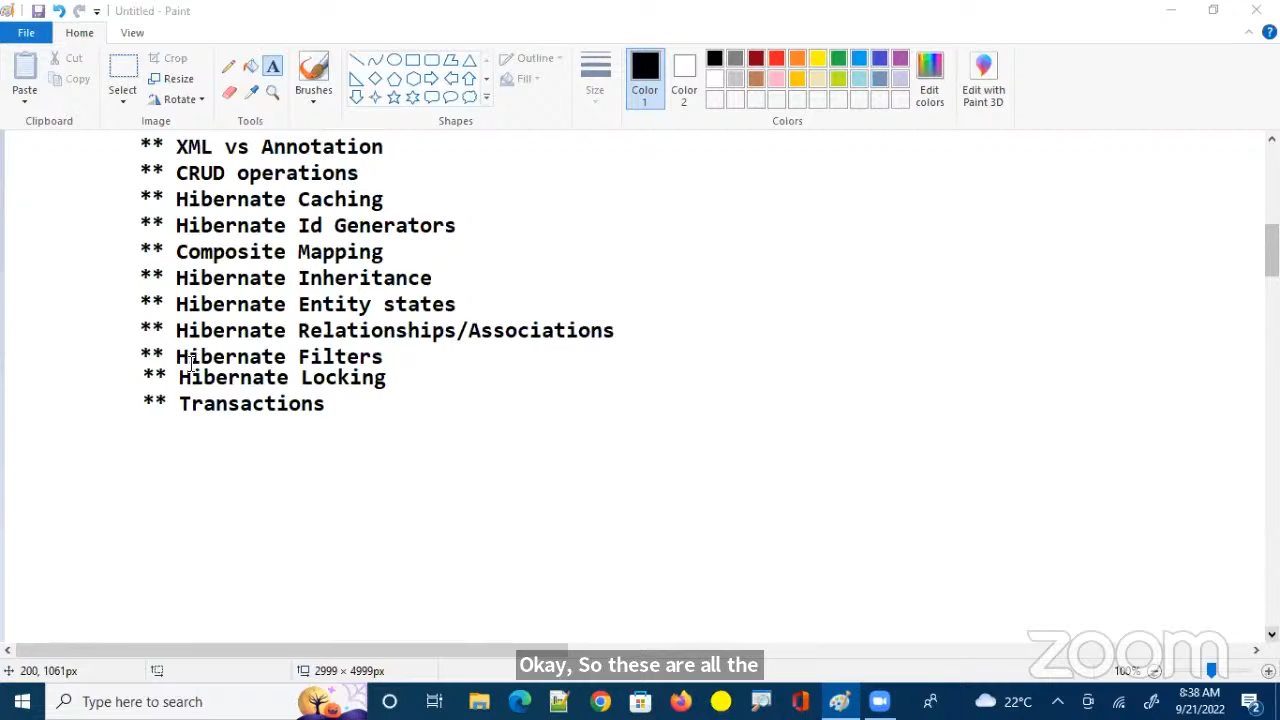 Untitled - Paint
File
Home
View
Paste
Cut
Copy
Clipboard
Select
Crop
Resize
Rotate
Image
Tools
Brushes
Shapes
Outline
Fill
Size
Color 1
Color 2
Edit colors
Edit with Paint 3D
Colors
** XML vs Annotation
** CRUD operations
** Hibernate Caching
** Hibernate Id Generators
** Composite Mapping
** Hibernate Inheritance
** Hibernate Entity states
** Hibernate Relationships/Associations
** Hibernate Filters
** Hibernate Locking
** Transactions
zoom
Okay, So these are all the
200, 1061px
2999 × 4999px
100%
Type here to search
22°C
8:38 AM
9/21/2022
2